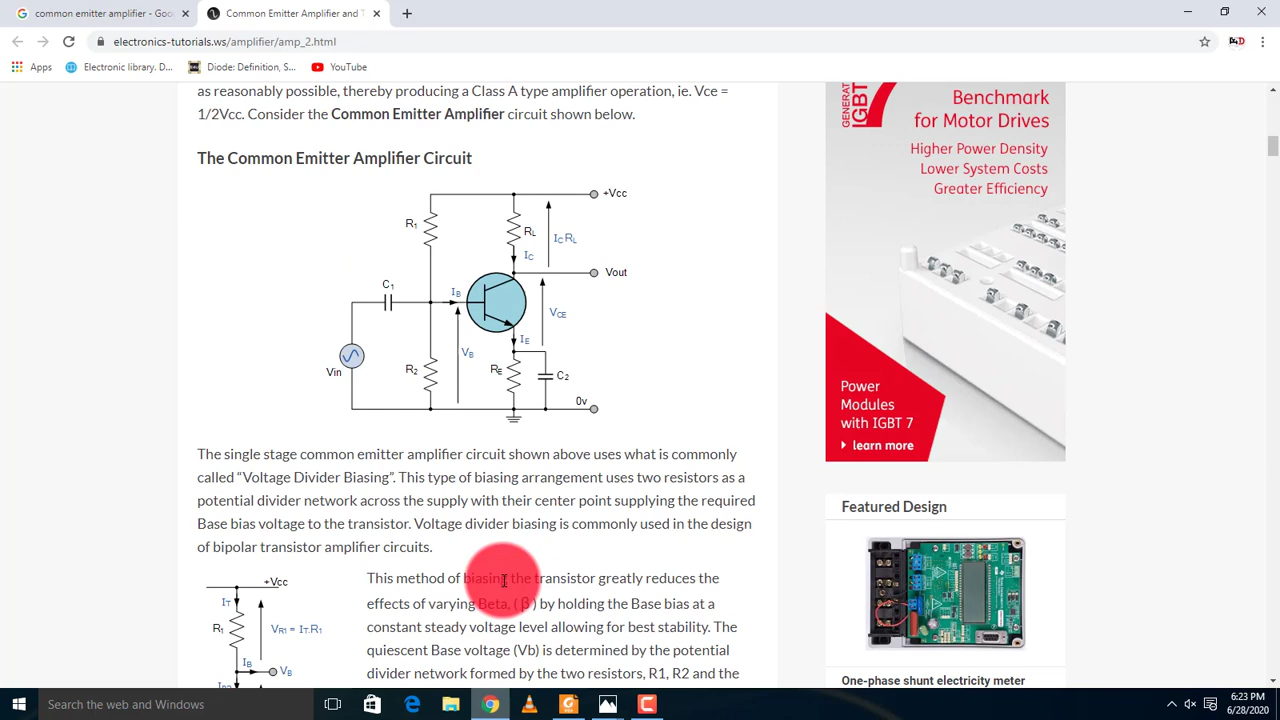 common emitter amplifier - Goo
Common Emitter Amplifier and T
electronics-tutorials.ws/amplifier/amp_2.html
Apps
Electronic library. D...
Diode: Definition, S...
YouTube
as reasonably possible, thereby producing a Class A type amplifier operation, ie. Vce =
1/2Vcc. Consider the Common Emitter Amplifier circuit shown below.
The Common Emitter Amplifier Circuit
+Vcc
R1
RL
IC RL
IC
Vout
C1
IB
VCE
IE
VB
Vin
R2
RE
C2
0v
The single stage common emitter amplifier circuit shown above uses what is commonly
called “Voltage Divider Biasing”. This type of biasing arrangement uses two resistors as a
potential divider network across the supply with their center point supplying the required
Base bias voltage to the transistor. Voltage divider biasing is commonly used in the design
of bipolar transistor amplifier circuits.
+Vcc
IT
R1
VR1 = IT.R1
IB
VB
This method of biasing the transistor greatly reduces the
effects of varying Beta, ( β ) by holding the Base bias at a
constant steady voltage level allowing for best stability. The
quiescent Base voltage (Vb) is determined by the potential
divider network formed by the two resistors, R1, R2 and the
GENERAT
IGBT
Benchmark
for Motor Drives
Higher Power Density
Lower System Costs
Greater Efficiency
Power
Modules
with IGBT 7
learn more
Featured Design
One-phase shunt electricity meter
Search the web and Windows
6:23 PM
6/28/2020